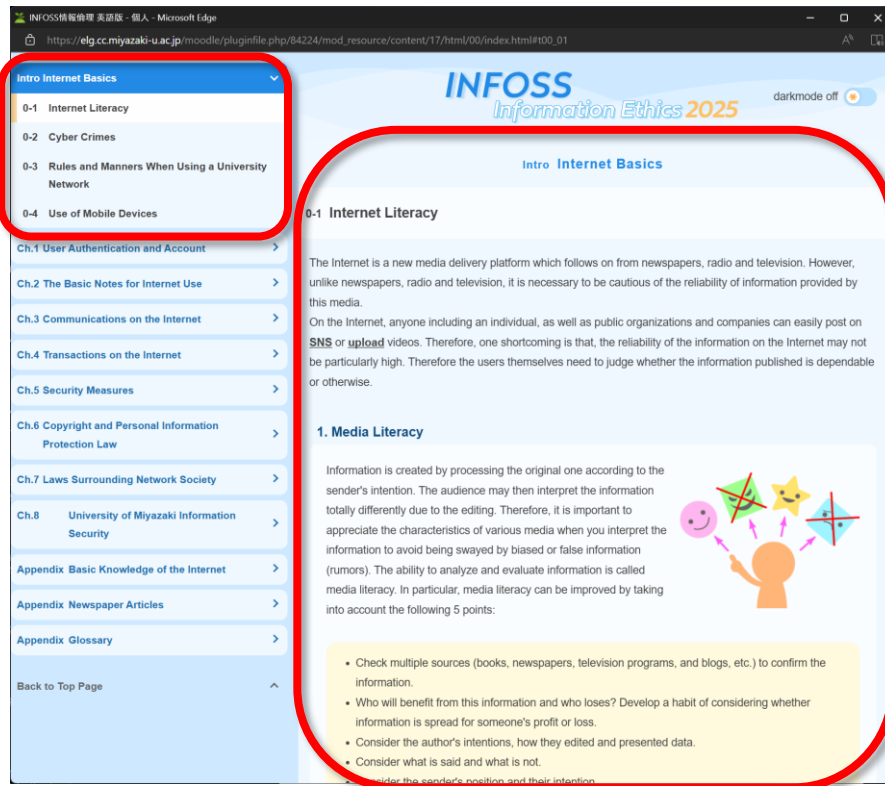 INFOSS情報倫理 英語版 - 個人 - Microsoft Edge
https://elg.cc.miyazaki-u.ac.jp/moodle/pluginfile.php/84224/mod_resource/content/17/html/00/index.html#t00_01
Intro Internet Basics
0-1 Internet Literacy
0-2 Cyber Crimes
0-3 Rules and Manners When Using a University
Network
0-4 Use of Mobile Devices
Ch.1 User Authentication and Account
Ch.2 The Basic Notes for Internet Use
Ch.3 Communications on the Internet
Ch.4 Transactions on the Internet
Ch.5 Security Measures
Ch.6 Copyright and Personal Information
Protection Law
Ch.7 Laws Surrounding Network Society
Ch.8 University of Miyazaki Information
Security
Appendix Basic Knowledge of the Internet
Appendix Newspaper Articles
Appendix Glossary
Back to Top Page
INFOSS
Information Ethics 2025
darkmode off
Intro Internet Basics
0-1 Internet Literacy
The Internet is a new media delivery platform which follows on from newspapers, radio and television. However,
unlike newspapers, radio and television, it is necessary to be cautious of the reliability of information provided by
this media.
On the Internet, anyone including an individual, as well as public organizations and companies can easily post on
SNS or upload videos. Therefore, one shortcoming is that, the reliability of the information on the Internet may not
be particularly high. Therefore the users themselves need to judge whether the information published is dependable
or otherwise.
1. Media Literacy
Information is created by processing the original one according to the
sender's intention. The audience may then interpret the information
totally differently due to the editing. Therefore, it is important to
appreciate the characteristics of various media when you interpret the
information to avoid being swayed by biased or false information
(rumors). The ability to analyze and evaluate information is called
media literacy. In particular, media literacy can be improved by taking
into account the following 5 points:
• Check multiple sources (books, newspapers, television programs, and blogs, etc.) to confirm the
information.
• Who will benefit from this information and who loses? Develop a habit of considering whether
information is spread for someone's profit or loss.
• Consider the author's intentions, how they edited and presented data.
• Consider what is said and what is not.
• Consider the sender's position and their intention.